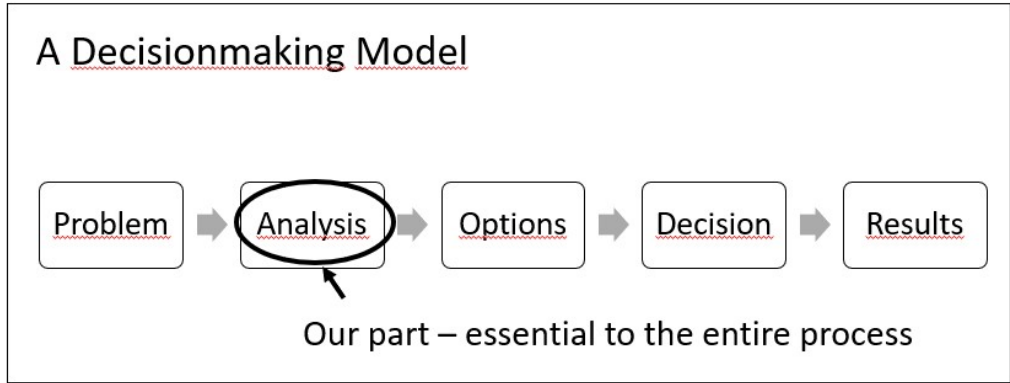 A Decisionmaking Model
Problem
Analysis
Options
Decision
Results
Our part – essential to the entire process